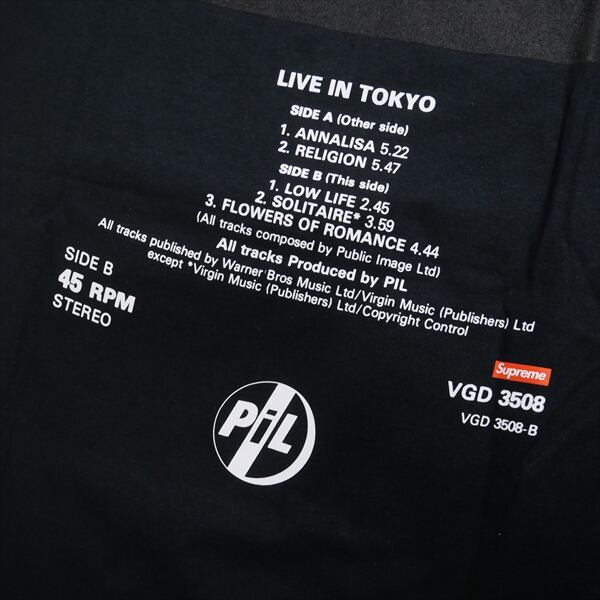 LIVE IN TOKYO
SIDE A (Other side)
1. ANNALISA 5.22
2. RELIGION 5.47
SIDE B (This side)
1. LOW LIFE 2.45
2. SOLITAIRE* 3.59
3. FLOWERS OF ROMANCE 4.44
(All tracks composed by Public Image Ltd)
All tracks Produced by PIL
All tracks published by Warner Bros Music Ltd/Virgin Music (Publishers) Ltd
except *Virgin Music (Publishers) Ltd/Copyright Control
SIDE B
45 RPM
STEREO
Supreme
VGD 3508
VGD 3508-B
PiL